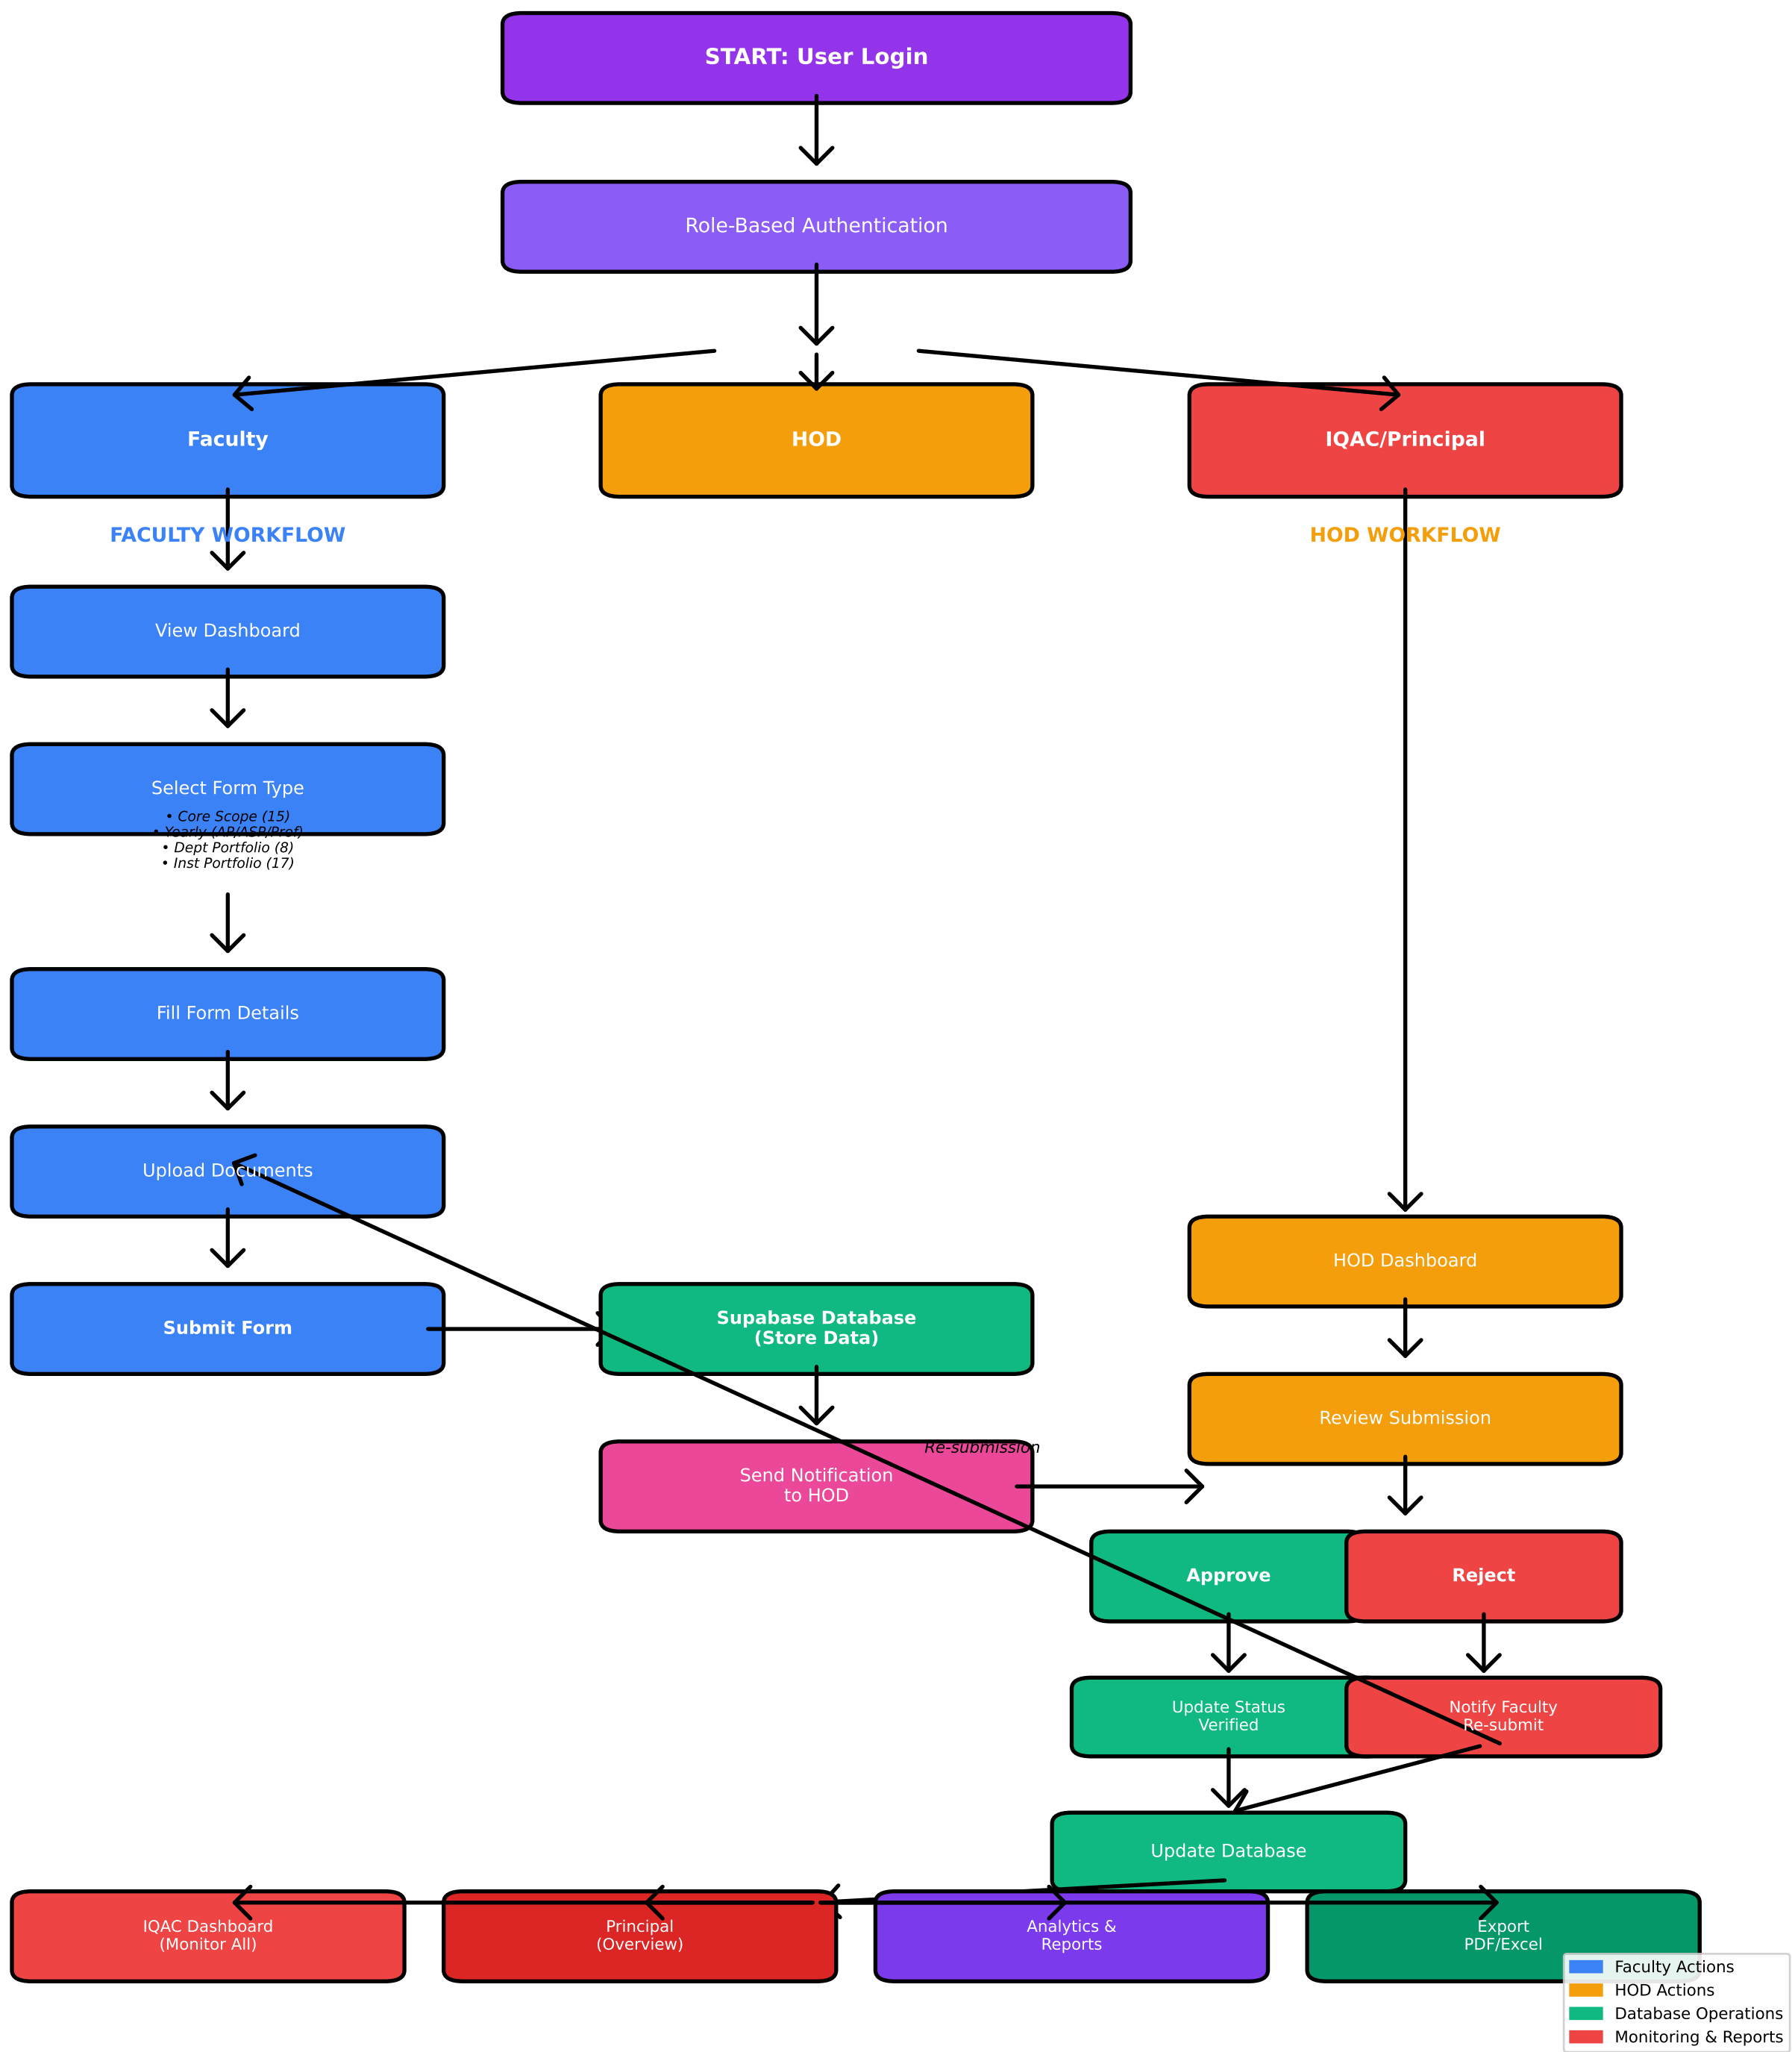 START: User Login
Role-Based Authentication
Faculty
HOD
IQAC/Principal
FACULTY WORKFLOW
HOD WORKFLOW
View Dashboard
Select Form Type
• Core Scope (15)
• Yearly (AP/ASP/Prof)
• Dept Portfolio (8)
• Inst Portfolio (17)
Fill Form Details
Upload Documents
HOD Dashboard
Submit Form
Supabase Database
(Store Data)
Review Submission
Re-submission
Send Notification
to HOD
Approve
Reject
Update Status
Verified
Notify Faculty
Re-submit
Update Database
IQAC Dashboard
(Monitor All)
Principal
(Overview)
Analytics &
Reports
Export
PDF/Excel
Faculty Actions
HOD Actions
Database Operations
Monitoring & Reports